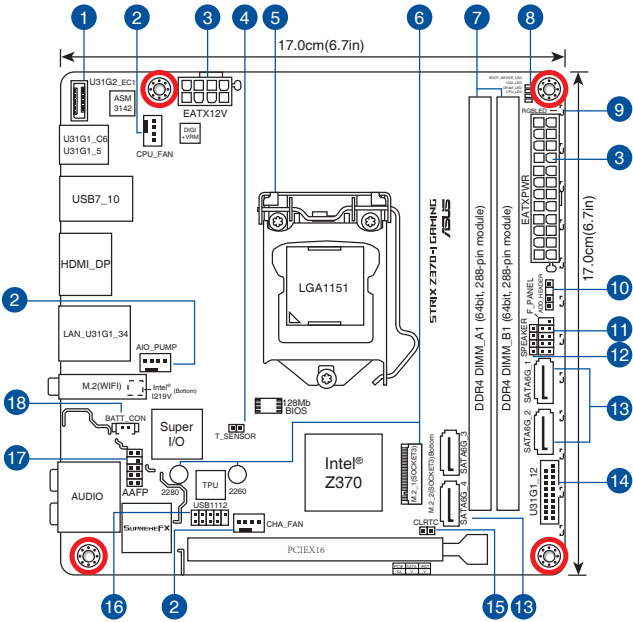 1
2
3
4
5
6
7
8
17.0cm(6.7in)
U31G2_EC1
ASM
3142
EATX12V
DIGI
+VRM
CPU_FAN
U31G1_C6
U31G1_5
BOOT_DEVICE_LED
VGA_LED
DRAM_LED
CPU_LED
RGBLED
9
3
EATXPWR
17.0cm(6.7in)
USB7_10
HDMI_DP
LGA1151
STRIX Z370-I GAMING
ASUS
DDR4 DIMM_A1 (64bit, 288-pin module)
DDR4 DIMM_B1 (64bit, 288-pin module)
2
LAN_U31G1_34
AIO_PUMP
F_PANEL
ADD_HEADER
10
SPEAKER
11
12
M.2(WIFI)
Intel®
I219V
(Bottom)
128Mb
BIOS
SATA6G_1
13
SATA6G_2
18
BATT_CON
Super
I/O
T_SENSOR
17
AAFP
2280
TPU
2260
Intel®
Z370
M.2_1(SOCKET3)
M.2_2(SOCKET3)Bottom
SATA6G_3
SATA6G_4
U31G1_12
14
AUDIO
SUPREMEFX
USB1112
CHA_FAN
CLRTC
PCIEX16
PCIE
SATA
X4
V
V
16
2
15
13